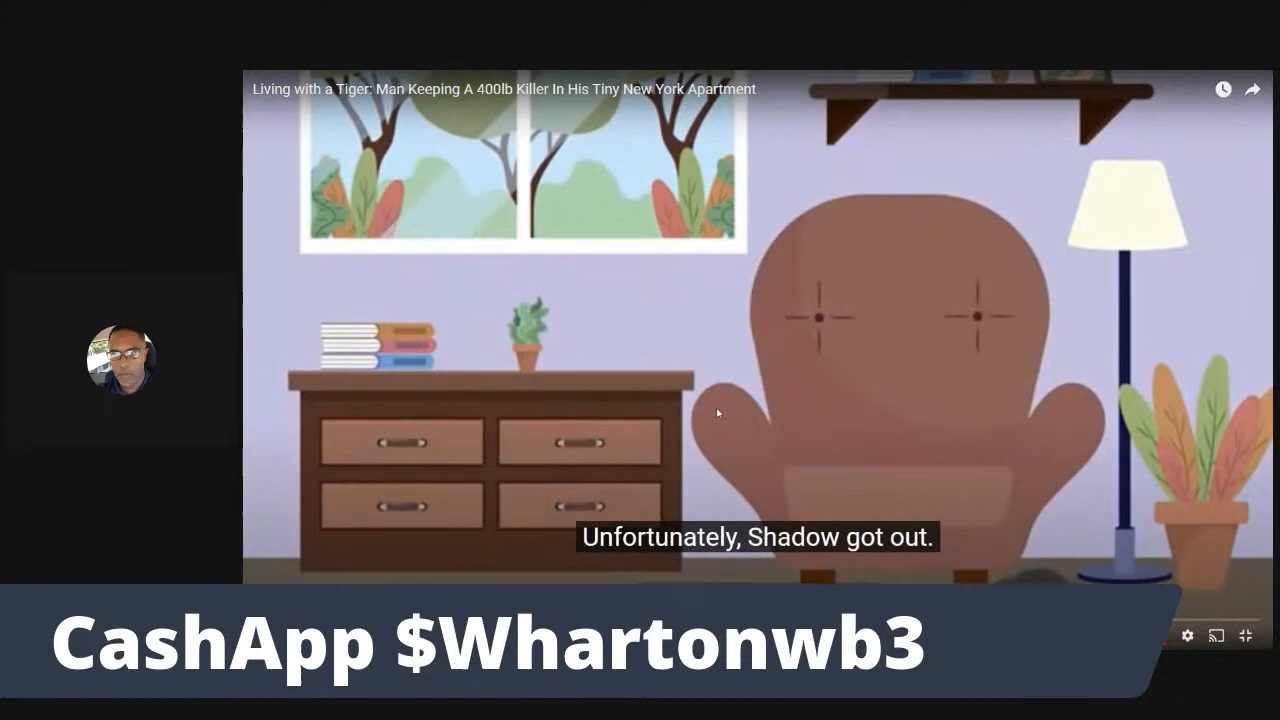 Living with a Tiger: Man Keeping A 400lb Killer In His Tiny New York Apartment
Unfortunately, Shadow got out.
CashApp $Whartonwb3